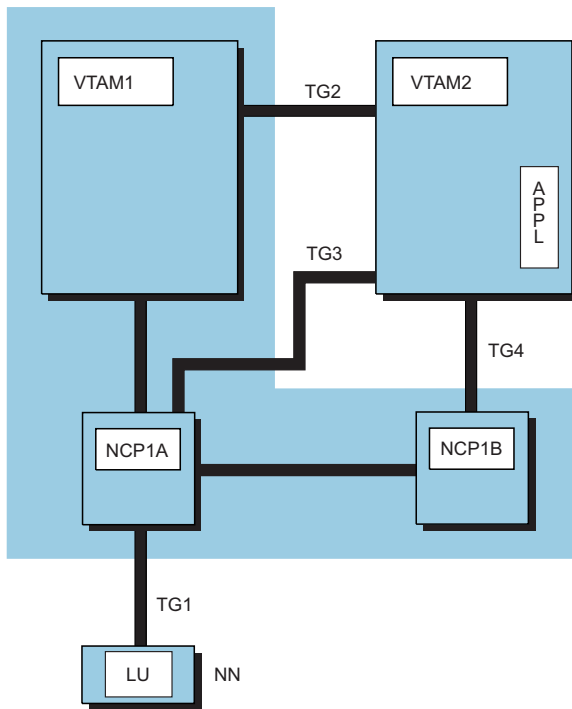 VTAM1
VTAM2
TG2
A
P
P
L
TG3
TG4
NCP1A
NCP1B
TG1
LU
NN